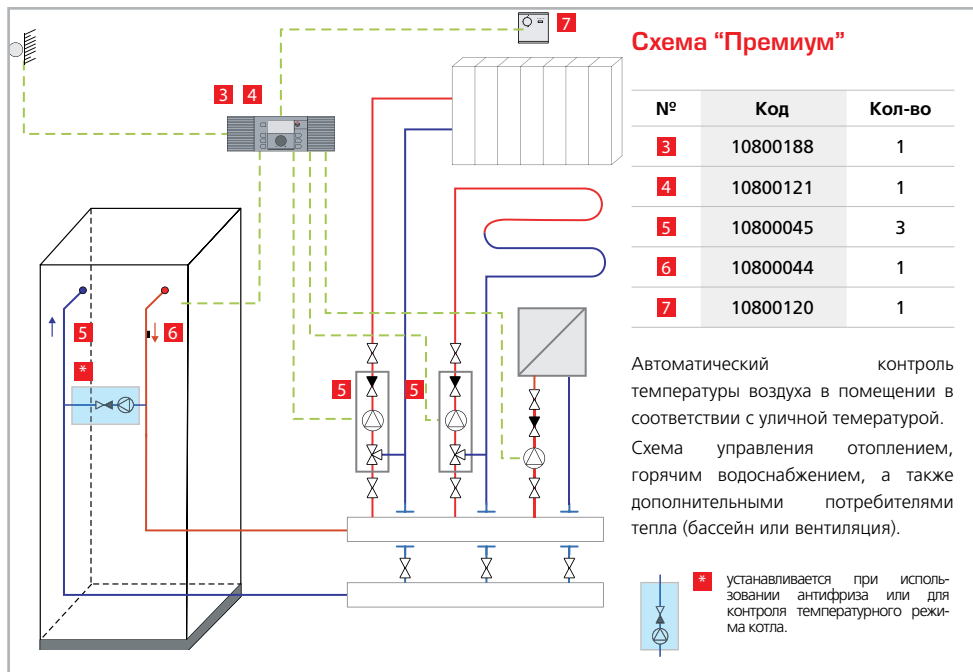 7
Схема “Премиум”
3 4
№ Код Кол-во
3 10800188 1
4 10800121 1
5 10800045 3
6 10800044 1
7 10800120 1
5 6
*
5 5
Автоматический контроль
температуры воздуха в помещении в
соответствии с уличной темературой.
Схема управления отоплением,
горячим водоснабжением, а также
дополнительными потребителями
тепла (бассейн или вентиляция).
* устанавливается при исполь-
зовании антифриза или для
контроля температурного режи-
ма котла.